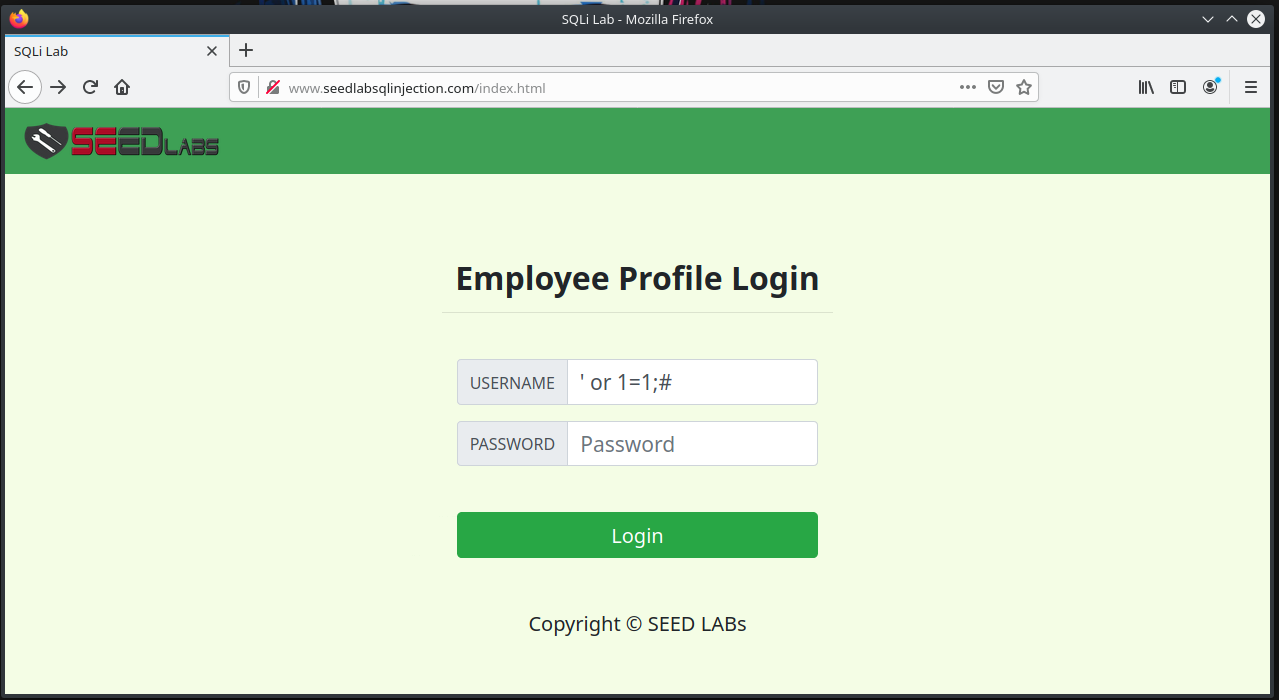 SQLi Lab - Mozilla Firefox
SQLi Lab
www.seedlabsqlinjection.com/index.html
SEEDLABS
Employee Profile Login
USERNAME ' or 1=1;#
PASSWORD Password
Login
Copyright © SEED LABs